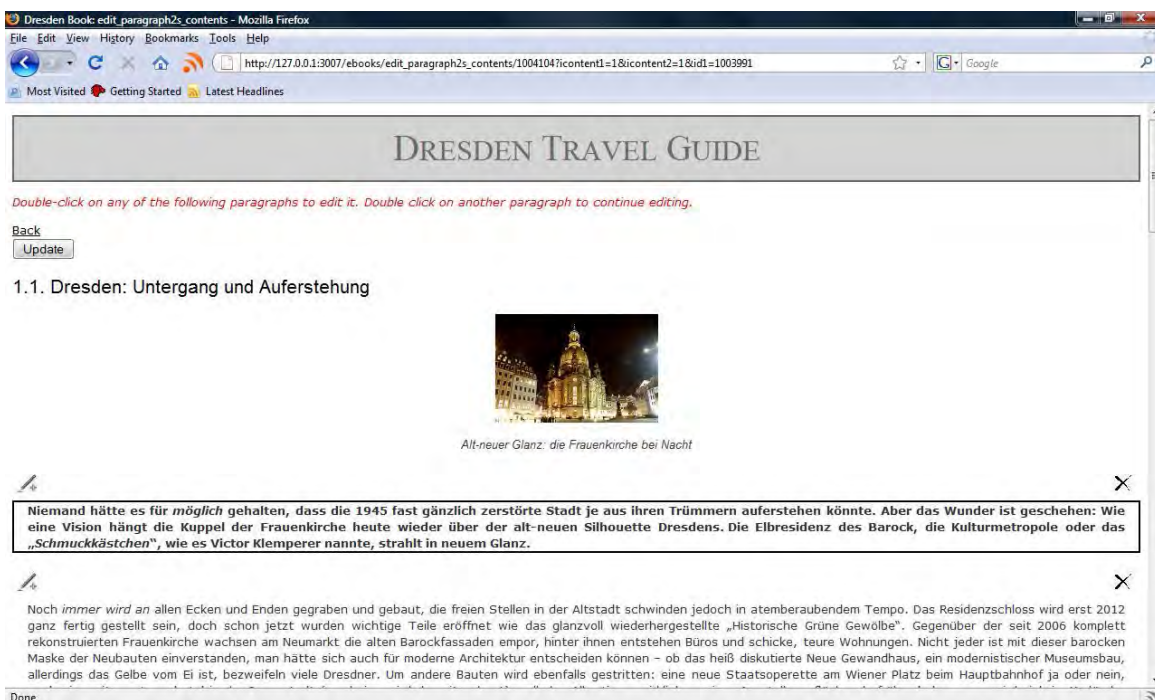 Dresden Book: edit_paragraph2s_contents - Mozilla Firefox
File Edit View History Bookmarks Tools Help
http://127.0.0.1:3007/ebooks/edit_paragraph2s_contents/1004104?icontent1=1&icontent2=1&id1=1003991
G Google
Most Visited Getting Started Latest Headlines
DRESDEN TRAVEL GUIDE
Double-click on any of the following paragraphs to edit it. Double click on another paragraph to continue editing.
Back
Update
1.1. Dresden: Untergang und Auferstehung
Alt-neuer Glanz: die Frauenkirche bei Nacht
Niemand hätte es für möglich gehalten, dass die 1945 fast gänzlich zerstörte Stadt je aus ihren Trümmern auferstehen könnte. Aber das Wunder ist geschehen: Wie
eine Vision hängt die Kuppel der Frauenkirche heute wieder über der alt-neuen Silhouette Dresdens. Die Elbresidenz des Barock, die Kulturmetropole oder das
„Schmuckkästchen“, wie es Victor Klemperer nannte, strahlt in neuem Glanz.
Noch immer wird an allen Ecken und Enden gegraben und gebaut, die freien Stellen in der Altstadt schwinden jedoch in atemberaubendem Tempo. Das Residenzschloss wird erst 2012
ganz fertig gestellt sein, doch schon jetzt wurden wichtige Teile eröffnet wie das glanzvoll wiederhergestellte „Historische Grüne Gewölbe“. Gegenüber der seit 2006 komplett
rekonstruierten Frauenkirche wachsen am Neumarkt die alten Barockfassaden empor, hinter ihnen entstehen Büros und schicke, teure Wohnungen. Nicht jeder ist mit dieser barocken
Maske der Neubauten einverstanden, man hätte sich auch für moderne Architektur entscheiden können – ob das heiß diskutierte Neue Gewandhaus, ein modernistischer Museumsbau,
allerdings das Gelbe vom Ei ist, bezweifeln viele Dresdner. Um andere Bauten wird ebenfalls gestritten: eine neue Staatsoperette am Wiener Platz beim Hauptbahnhof ja oder nein,
Done